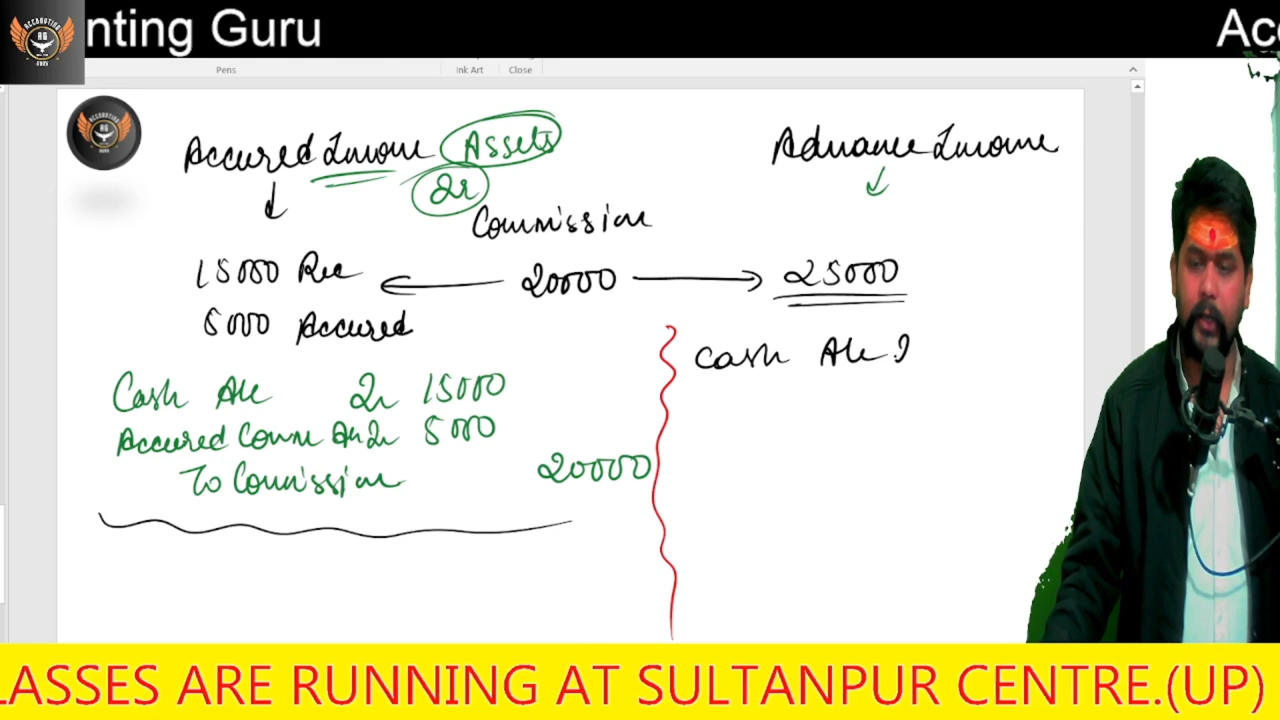 nting Guru
Acc
Pens
Ink Art
Close
Accured Income Assets
Dr
Advance Income
Commission
15000 Rec
20000
25000
5000 Accured
Cash A/c Dr 15000
Accured Comm A/c Dr 5000
To Commission 20000
Cash A/c
LASSES ARE RUNNING AT SULTANPUR CENTRE.(UP)